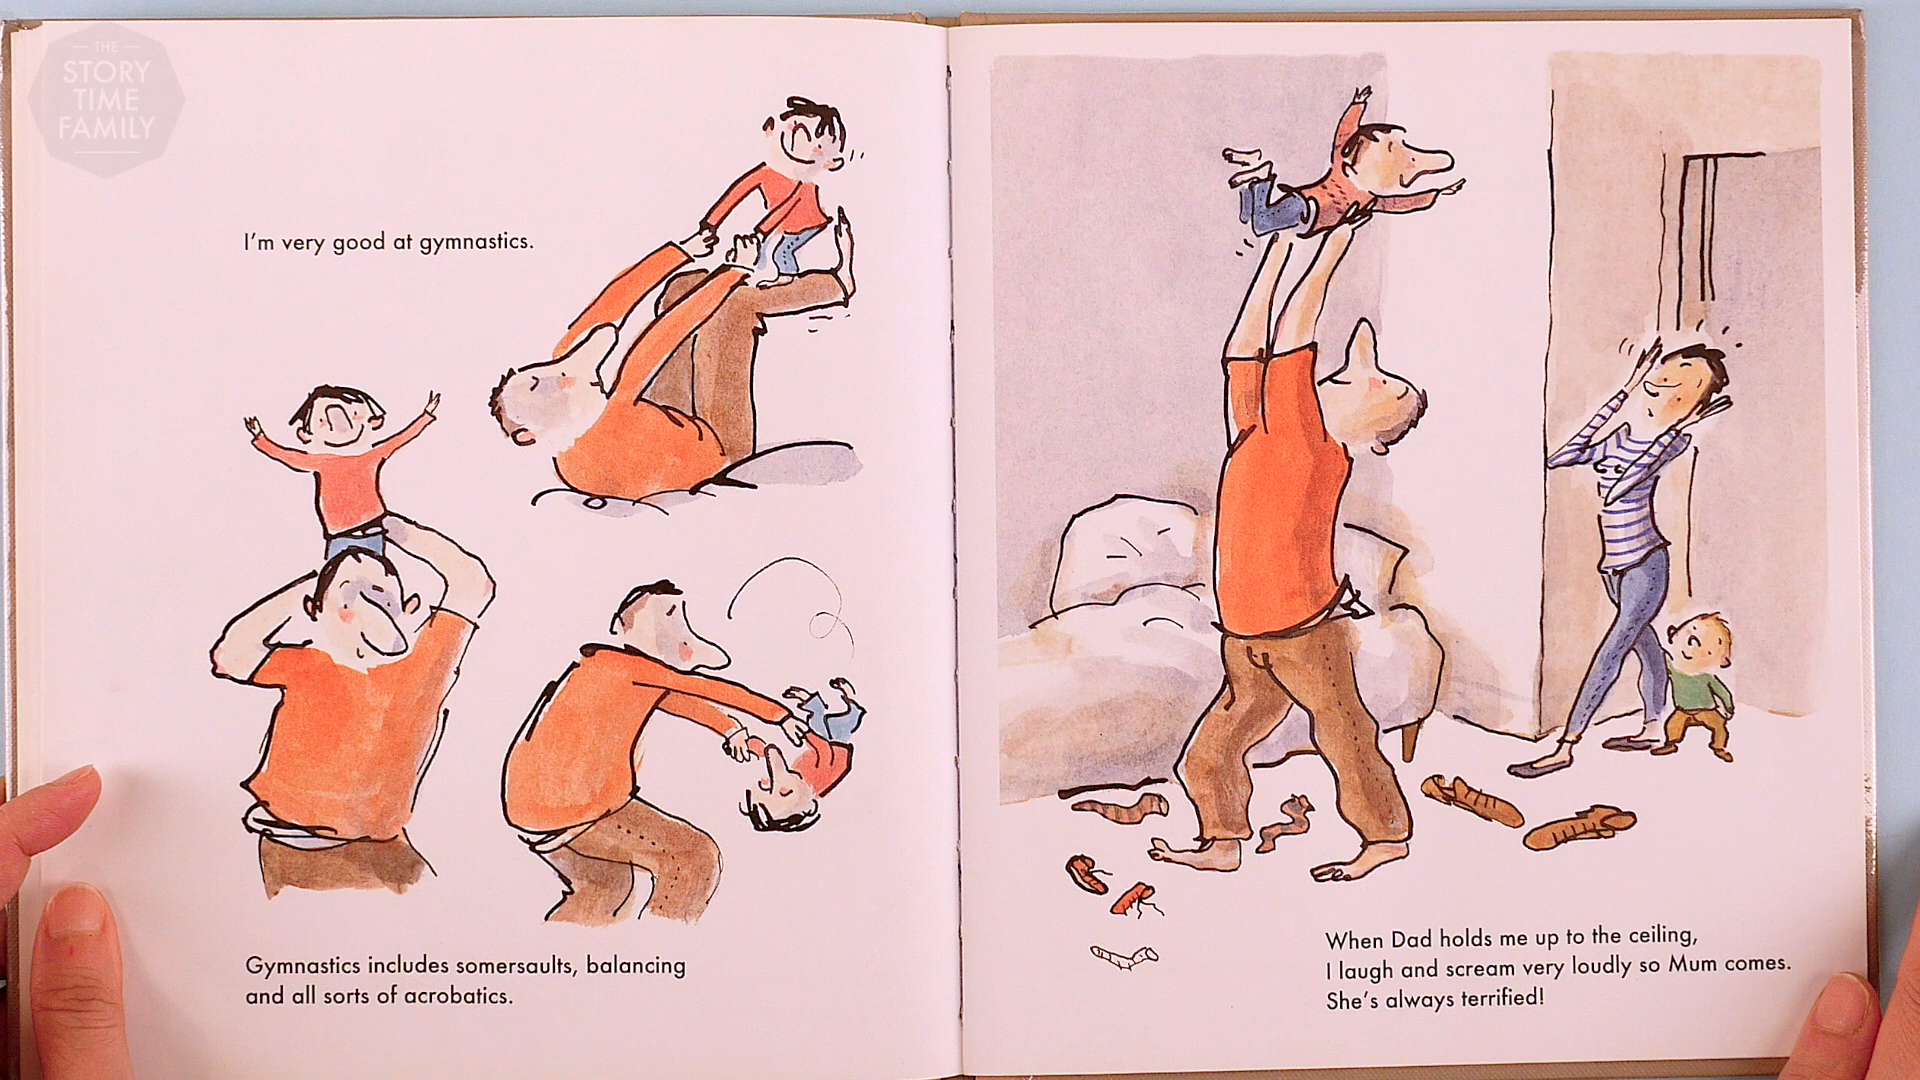 THE
STORY
TIME
FAMILY
I'm very good at gymnastics.
Gymnastics includes somersaults, balancing
and all sorts of acrobatics.
When Dad holds me up to the ceiling,
I laugh and scream very loudly so Mum comes.
She's always terrified!